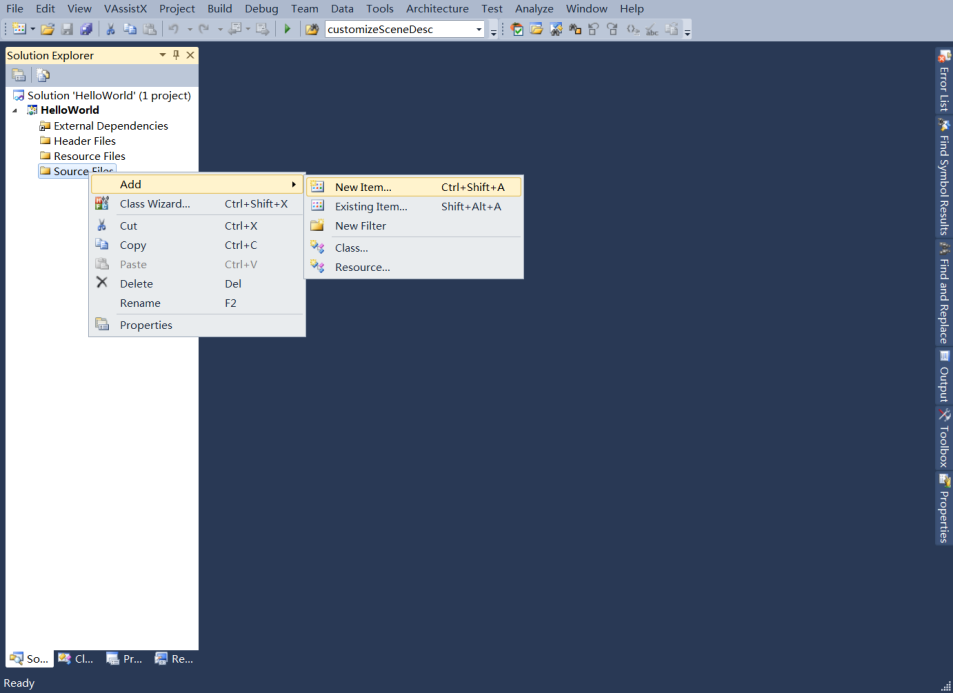 File Edit View VAssistX Project Build Debug Team Data Tools Architecture Test Analyze Window Help
customizeSceneDesc
Solution Explorer
Solution 'HelloWorld' (1 project)
HelloWorld
External Dependencies
Header Files
Resource Files
Source Files
Add
Class Wizard... Ctrl+Shift+X
Cut Ctrl+X
Copy Ctrl+C
Paste Ctrl+V
Delete Del
Rename F2
Properties
New Item... Ctrl+Shift+A
Existing Item... Shift+Alt+A
New Filter
Class...
Resource...
Error List
Find Symbol Results
Find and Replace
Output
Toolbox
Properties
So... Cl... Pr... Re...
Ready